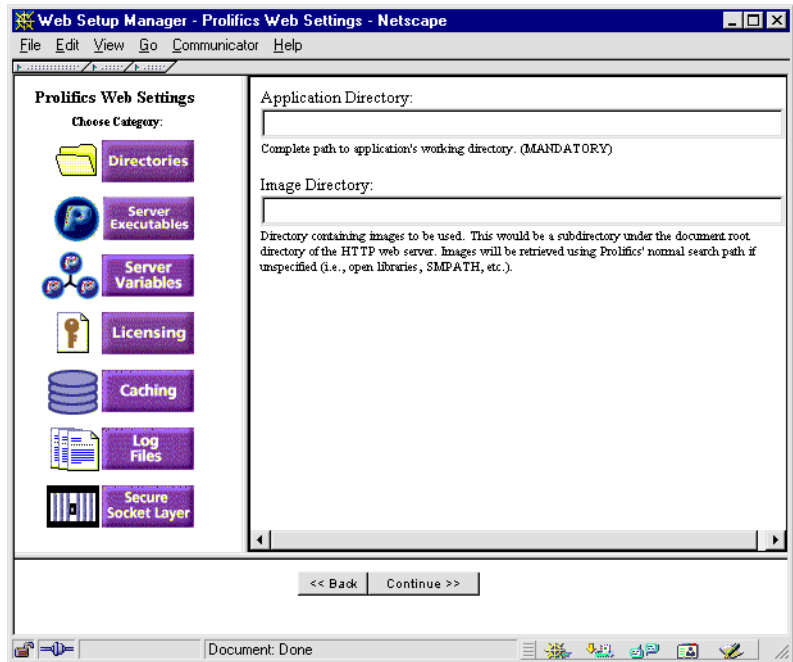 Web Setup Manager - Prolifics Web Settings - Netscape
File Edit View Go Communicator Help
Prolifics Web Settings
Choose Category:
Directories
Server
Executables
Server
Variables
Licensing
Caching
Log
Files
Secure
Socket Layer
Application Directory:
Complete path to application's working directory. (MANDATORY)
Image Directory:
Directory containing images to be used. This would be a subdirectory under the document root
directory of the HTTP web server. Images will be retrieved using Prolifics' normal search path if
unspecified (i.e., open libraries, SMPATH, etc.).
<< Back Continue >>
Document: Done